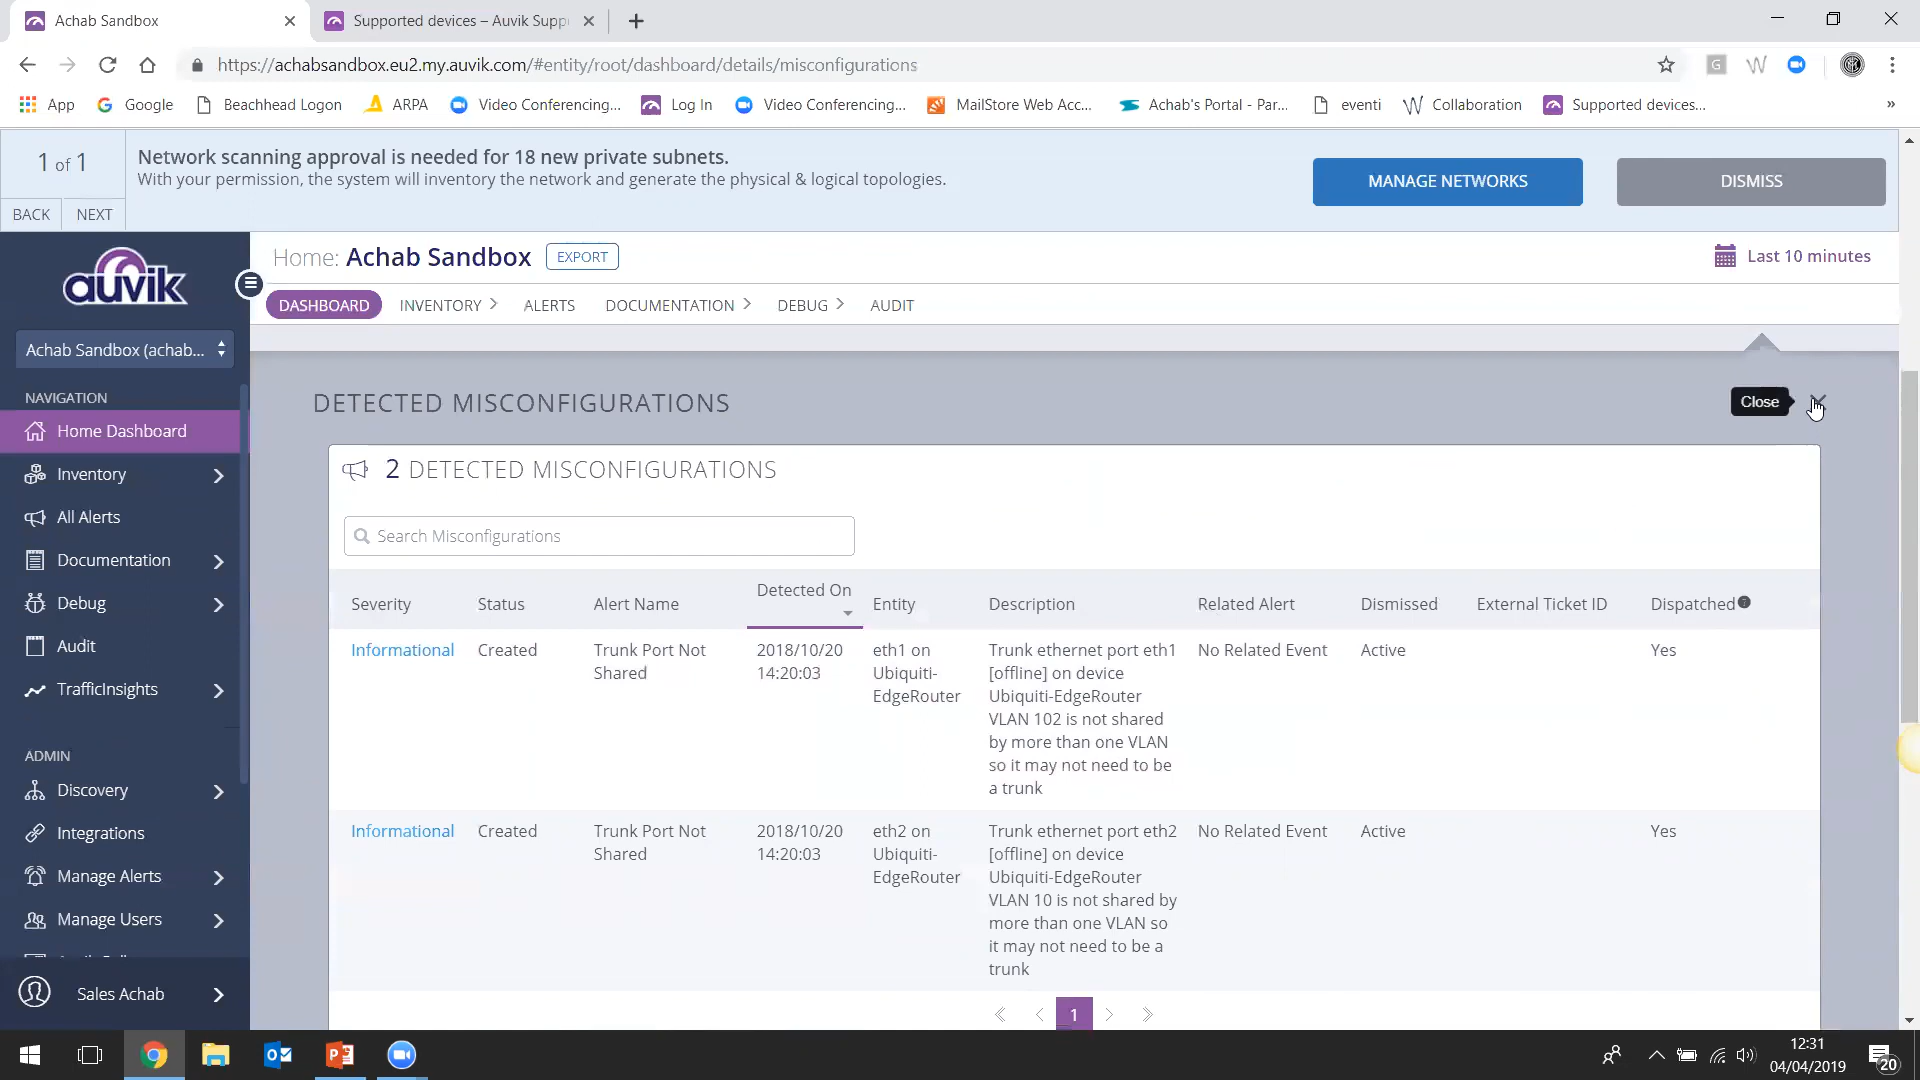 Achab Sandbox
Supported devices – Auvik Supp
https://achabsandbox.eu2.my.auvik.com/#entity/root/dashboard/details/misconfigurations
G
W
App
Google
Beachhead Logon
ARPA
Video Conferencing...
Log In
Video Conferencing...
MailStore Web Acc...
Achab's Portal - Par...
eventi
Collaboration
Supported devices...
»
1 of 1
BACK
NEXT
Network scanning approval is needed for 18 new private subnets.
With your permission, the system will inventory the network and generate the physical & logical topologies.
MANAGE NETWORKS
DISMISS
auvik
Achab Sandbox (achab...
NAVIGATION
Home Dashboard
Inventory
All Alerts
Documentation
Debug
Audit
TrafficInsights
ADMIN
Discovery
Integrations
Manage Alerts
Manage Users
Sales Achab
Home: Achab Sandbox
EXPORT
Last 10 minutes
DASHBOARD
INVENTORY
ALERTS
DOCUMENTATION
DEBUG
AUDIT
DETECTED MISCONFIGURATIONS
Close
2 DETECTED MISCONFIGURATIONS
Search Misconfigurations
Severity
Status
Alert Name
Detected On
Entity
Description
Related Alert
Dismissed
External Ticket ID
Dispatched
Informational
Created
Trunk Port Not
Shared
2018/10/20
14:20:03
eth1 on
Ubiquiti-
EdgeRouter
Trunk ethernet port eth1
[offline] on device
Ubiquiti-EdgeRouter
VLAN 102 is not shared
by more than one VLAN
so it may not need to be
a trunk
No Related Event
Active
Yes
Informational
Created
Trunk Port Not
Shared
2018/10/20
14:20:03
eth2 on
Ubiquiti-
EdgeRouter
Trunk ethernet port eth2
[offline] on device
Ubiquiti-EdgeRouter
VLAN 10 is not shared by
more than one VLAN so
it may not need to be a
trunk
No Related Event
Active
Yes
1
12:31
04/04/2019
20